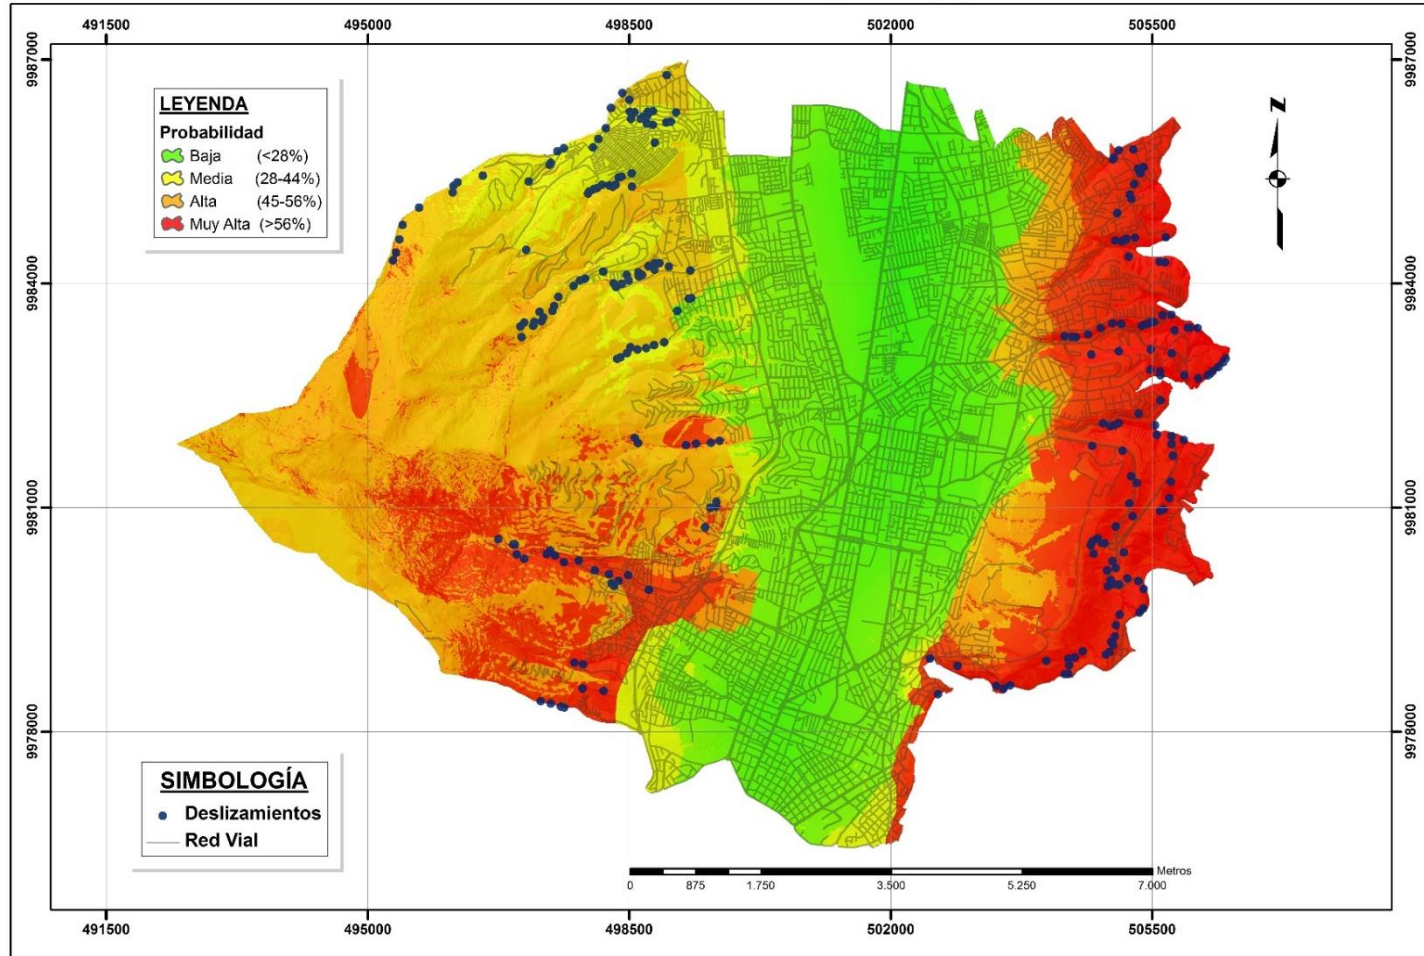 491500 495000 498500 502000 505500
9987000 9987000
LEYENDA
Probabilidad
Baja (<28%)
Media (28-44%)
Alta (45-56%)
Muy Alta (>56%)
N
9984000 9984000
9981000 9981000
9978000 9978000
SIMBOLOGÍA
Deslizamientos
Red Vial
Metros
0 875 1.750 3.500 5.250 7.000
491500 495000 498500 502000 505500